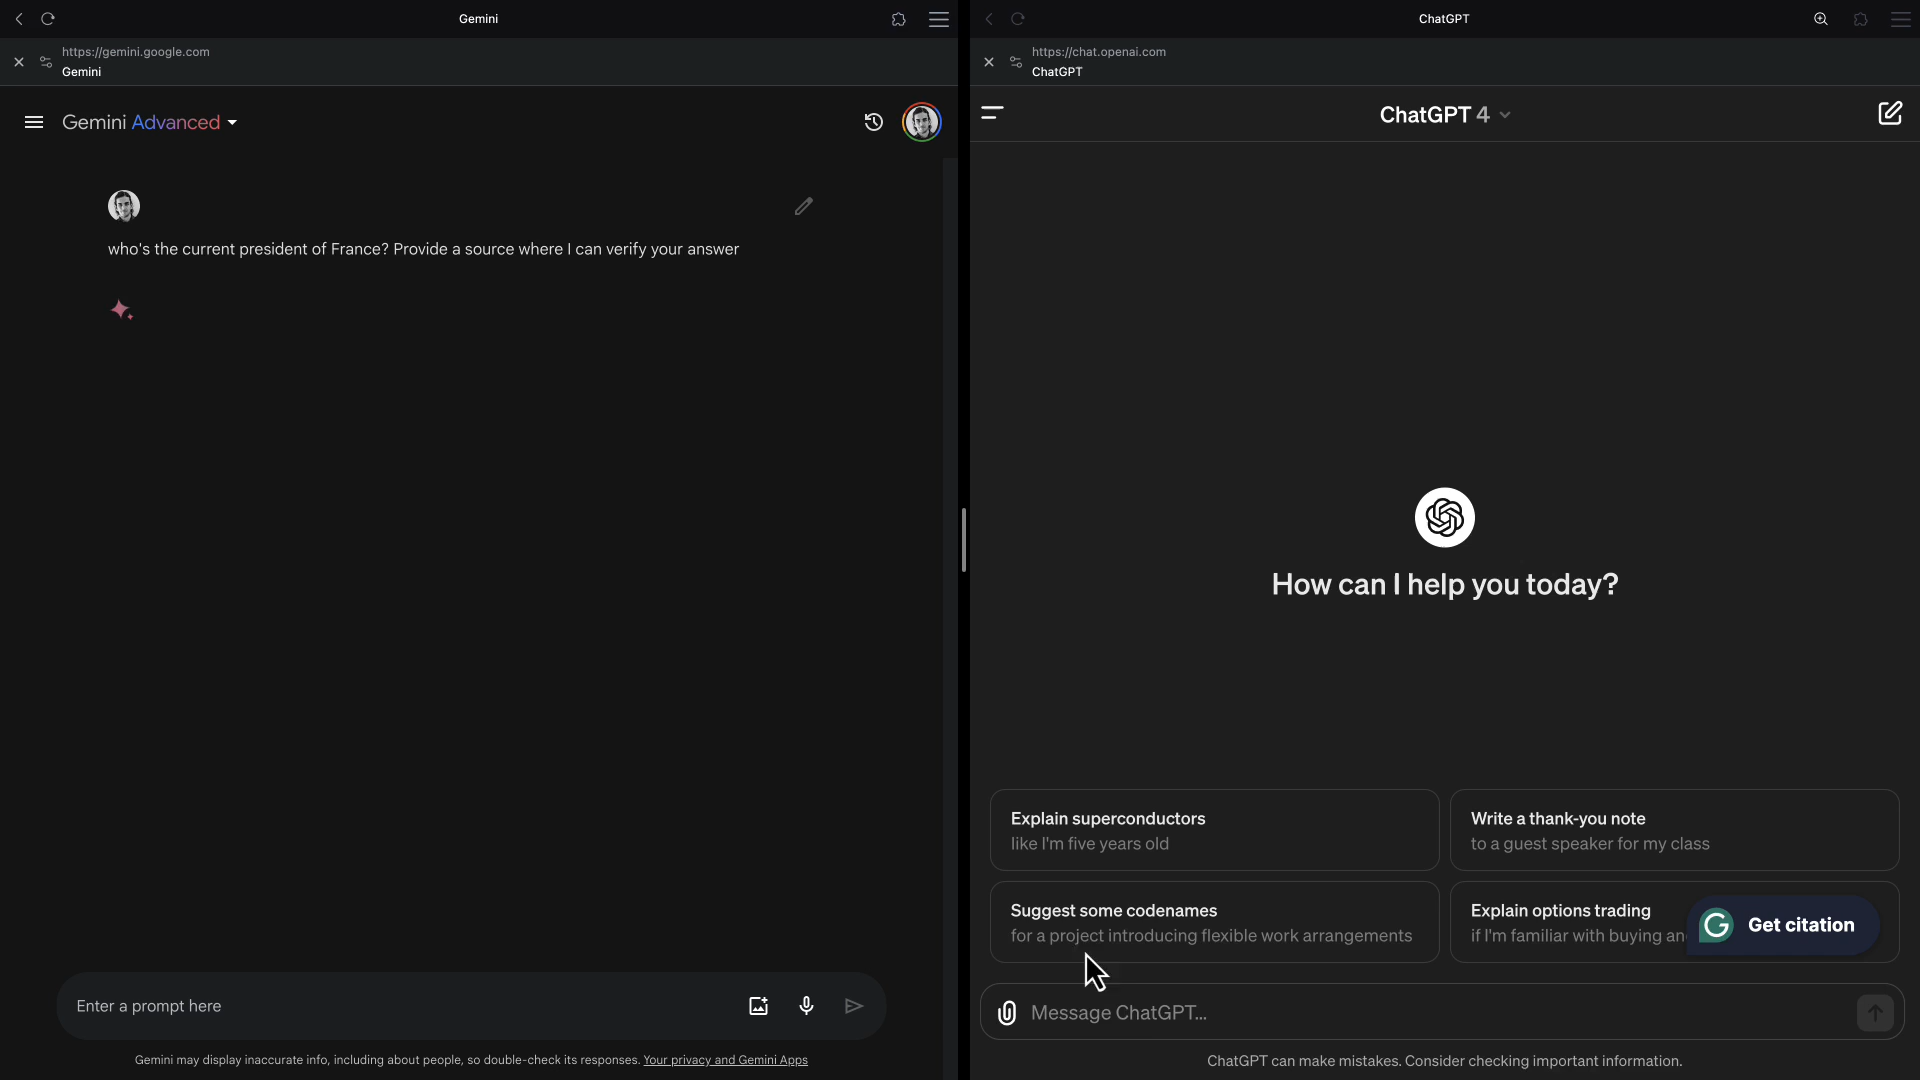 Gemini
https://gemini.google.com
Gemini
Gemini Advanced
who's the current president of France? Provide a source where I can verify your answer
Enter a prompt here
Gemini may display inaccurate info, including about people, so double-check its responses. Your privacy and Gemini Apps
ChatGPT
https://chat.openai.com
ChatGPT
ChatGPT 4
How can I help you today?
Explain superconductors
like I'm five years old
Write a thank-you note
to a guest speaker for my class
Suggest some codenames
for a project introducing flexible work arrangements
Explain options trading
if I'm familiar with buying
Get citation
Message ChatGPT...
ChatGPT can make mistakes. Consider checking important information.